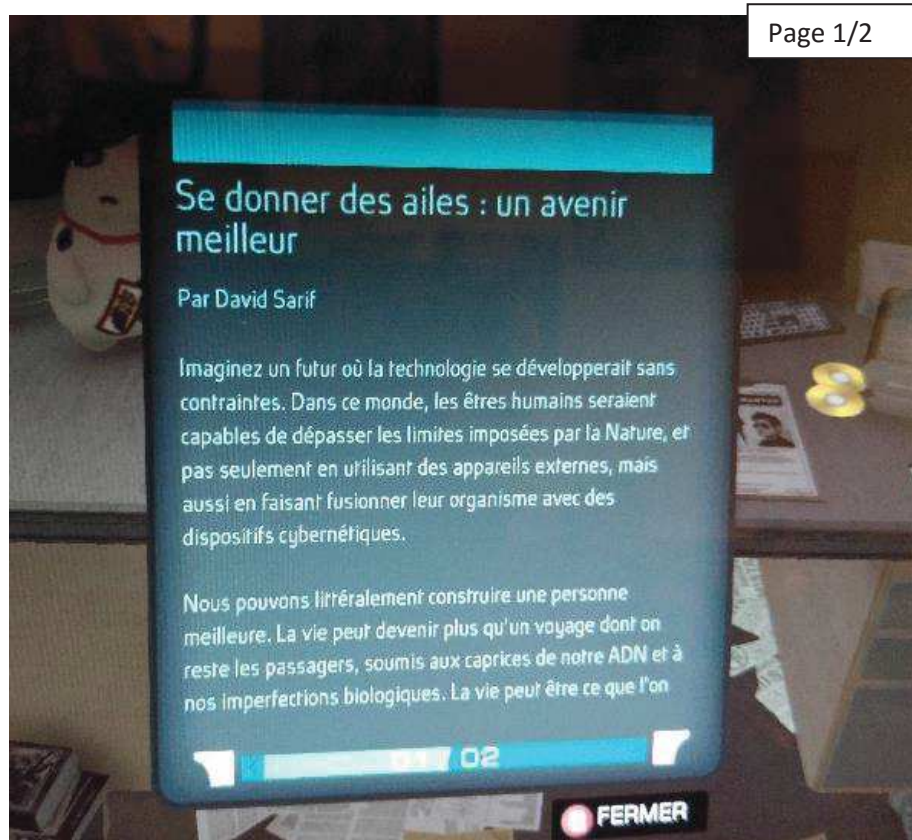 Page 1/2
Se donner des ailes : un avenir
meilleur
Par David Sarif
Imaginez un futur où la technologie se développerait sans
contraintes. Dans ce monde, les êtres humains seraient
capables de dépasser les limites imposées par la Nature, et
pas seulement en utilisant des appareils externes, mais
aussi en faisant fusionner leur organisme avec des
dispositifs cybernétiques.
Nous pouvons littéralement construire une personne
meilleure. La vie peut devenir plus qu'un voyage dont on
reste les passagers, soumis aux caprices de notre ADN et à
nos imperfections biologiques. La vie peut être ce que l'on
01 / 02
FERMER